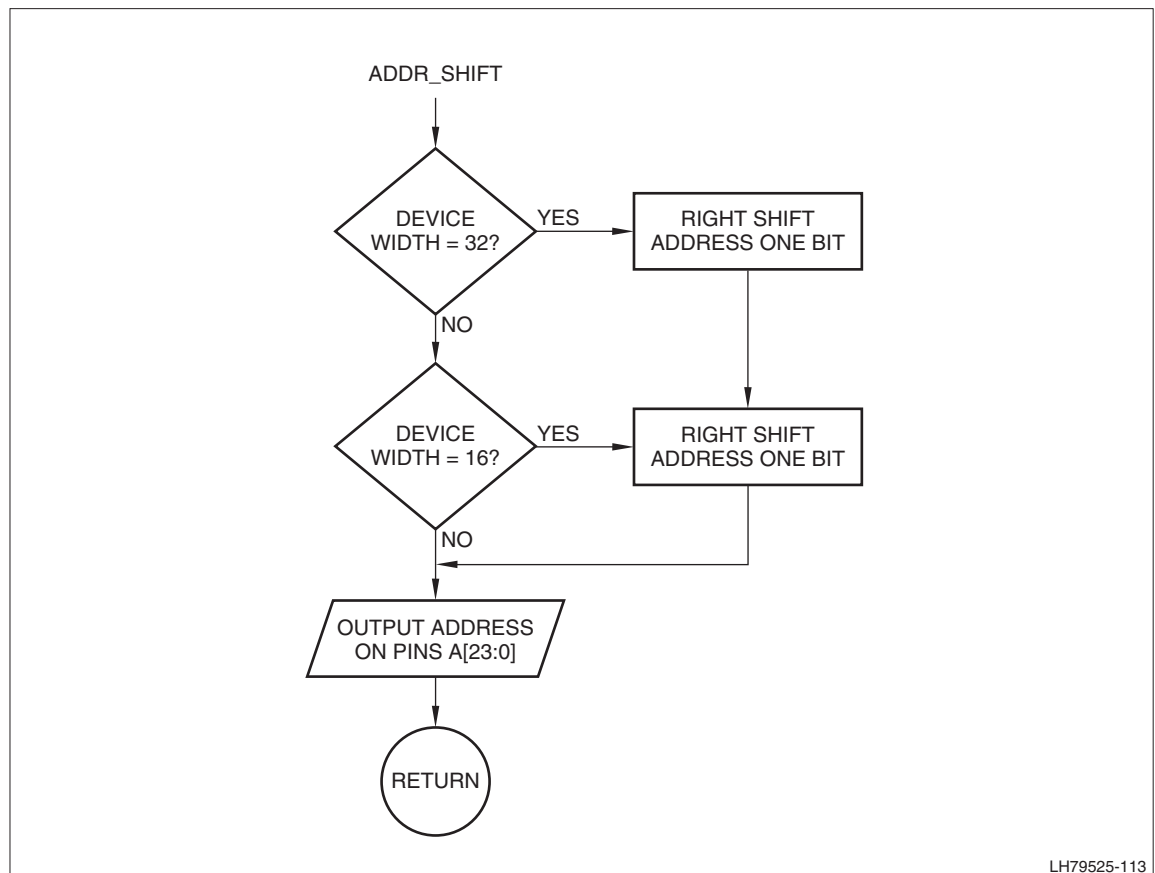 ADDR_SHIFT
DEVICE
WIDTH = 32?
YES
RIGHT SHIFT
ADDRESS ONE BIT
NO
DEVICE
WIDTH = 16?
YES
RIGHT SHIFT
ADDRESS ONE BIT
NO
OUTPUT ADDRESS
ON PINS A[23:0]
RETURN
LH79525-113